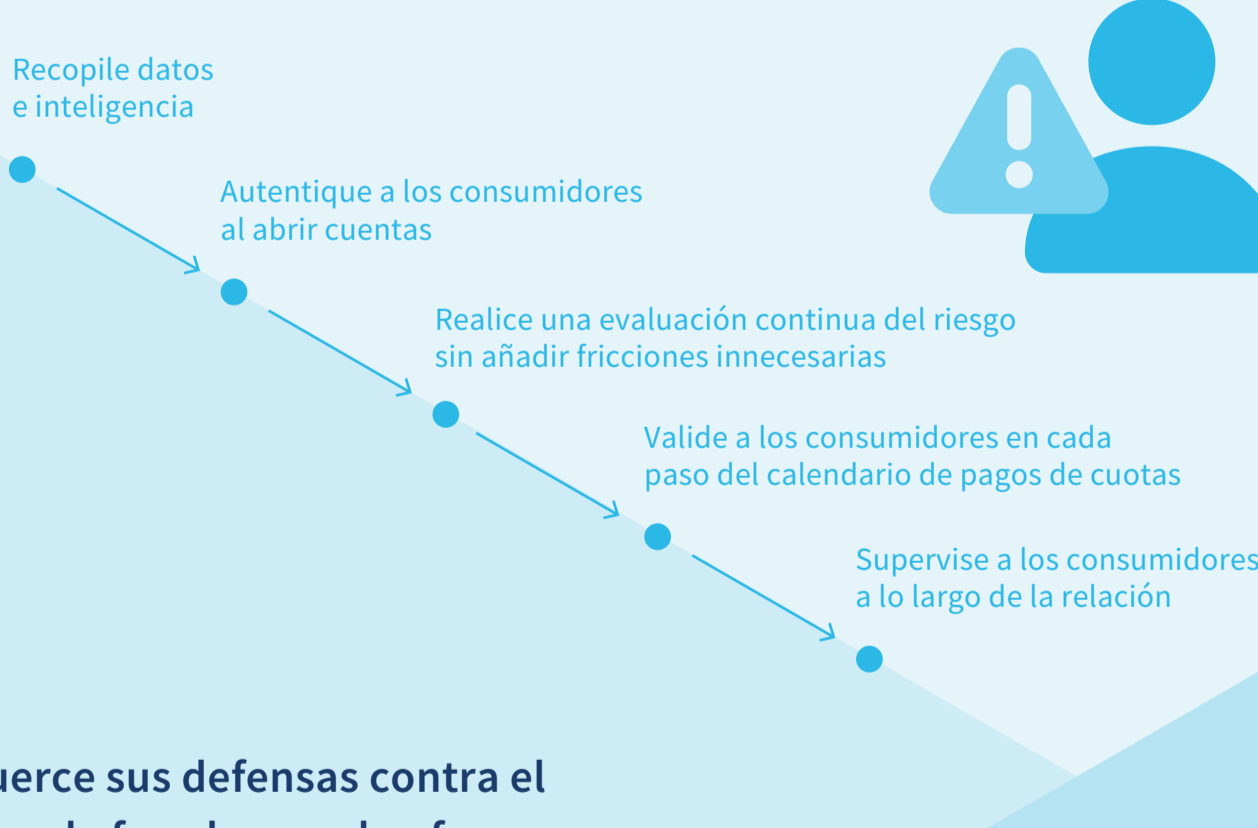 Recopile datos
e inteligencia
Autentique a los consumidores
al abrir cuentas
Realice una evaluación continua del riesgo
sin añadir fricciones innecesarias
Valide a los consumidores en cada
paso del calendario de pagos de cuotas
Supervise a los consumidores
a lo largo de la relación
sus defensas contra el